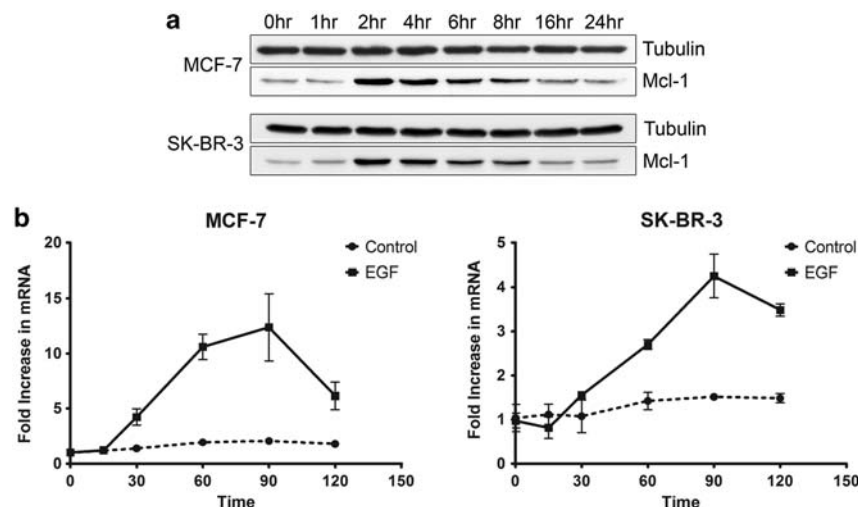 a
0hr 1hr 2hr 4hr 6hr 8hr 16hr 24hr
MCF-7
Tubulin
Mcl-1
SK-BR-3
Tubulin
Mcl-1
b
MCF-7
Control
EGF
Fold Increase in mRNA
20
15
10
5
0
0 30 60 90 120 150
Time
SK-BR-3
Control
EGF
Fold Increase in mRNA
5
4
3
2
1
0
0 30 60 90 120 150
Time